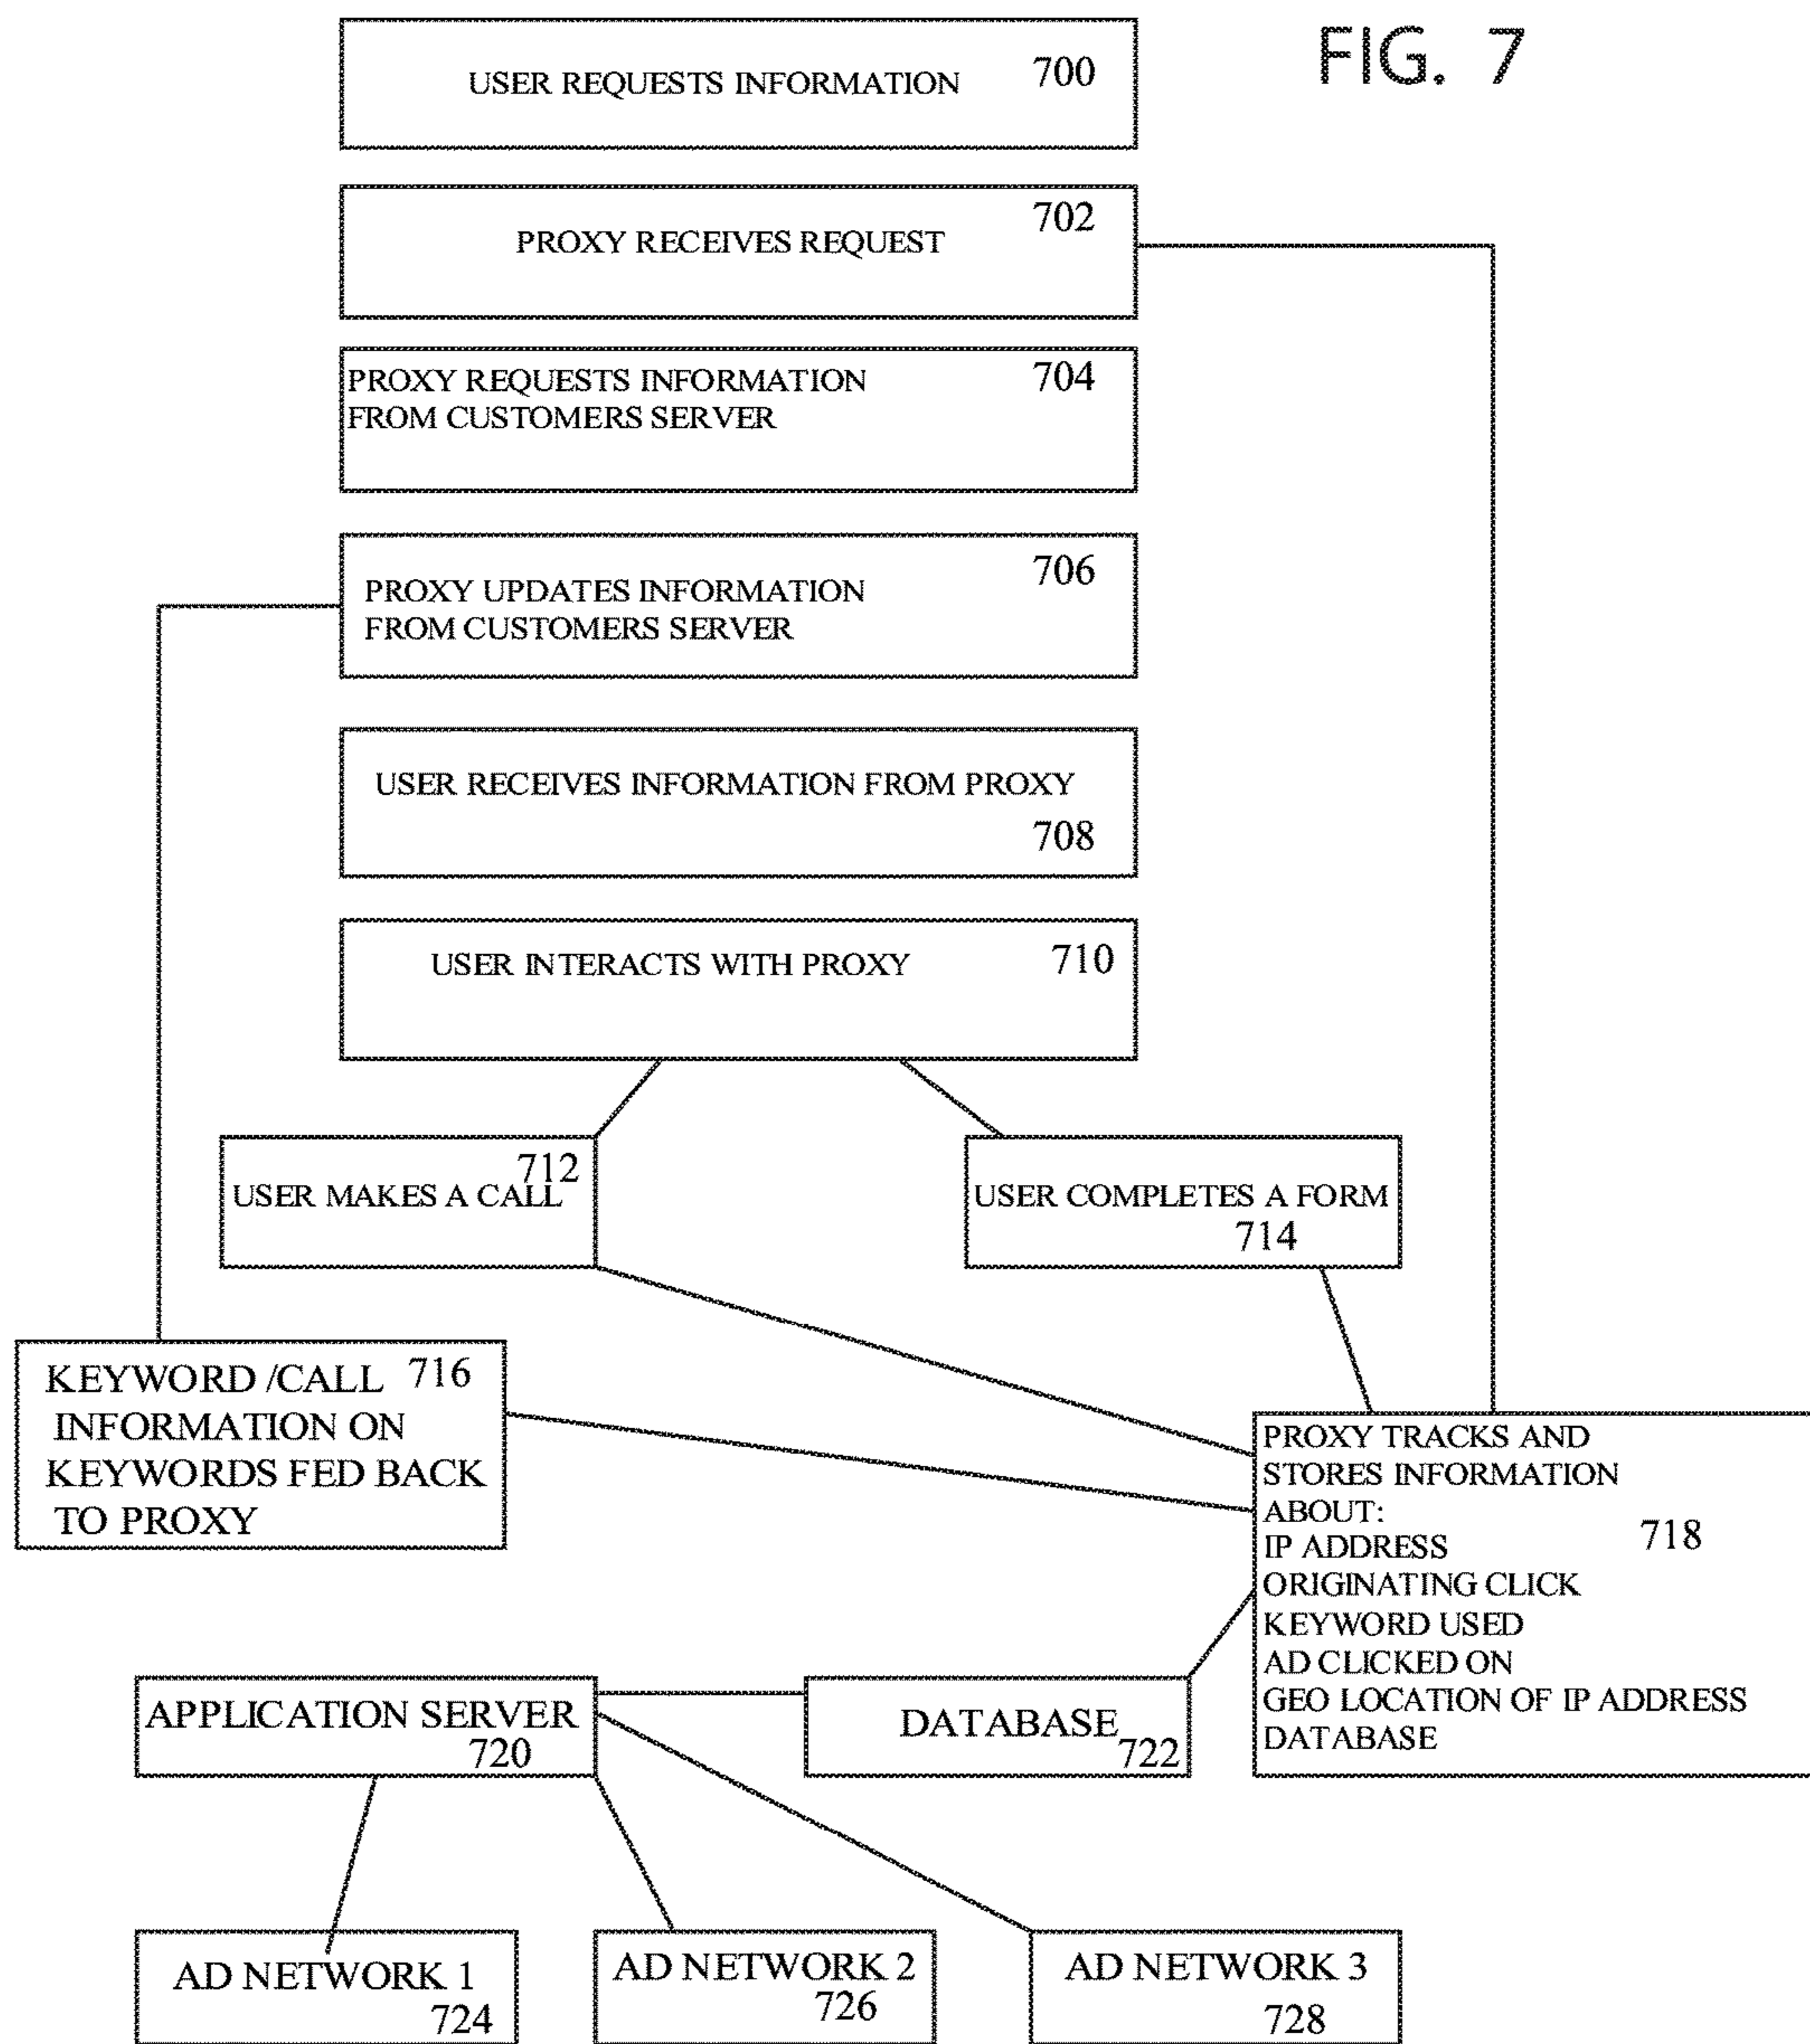 FIG. 7
USER REQUESTS INFORMATION 700
PROXY RECEIVES REQUEST 702
PROXY REQUESTS INFORMATION 704
FROM CUSTOMERS SERVER
706
PROXY UPDATES INFORMATION
FROM CUSTOMERS SERVER
USER RECEIVES INFORMATION FROM PROXY
708
USER INTERACTS WITH PROXY 710
712
USER MAKES A CALL
USER COMPLETES A FORM
714
KEYWORD /CALL 716
INFORMATION ON
KEYWORDS FED BACK
TO PROXY
PROXY TRACKS AND
STORES INFORMATION
ABOUT:
718
IP ADDRESS
ORIGINATING CLICK
KEYWORD USED
AD CLICKED ON
GEO LOCATION OF IP ADDRESS
DATABASE
APPLICATION SERVER
720
DATABASE
722
AD NETWORK 1
724
AD NETWORK 2
726
AD NETWORK 3
728